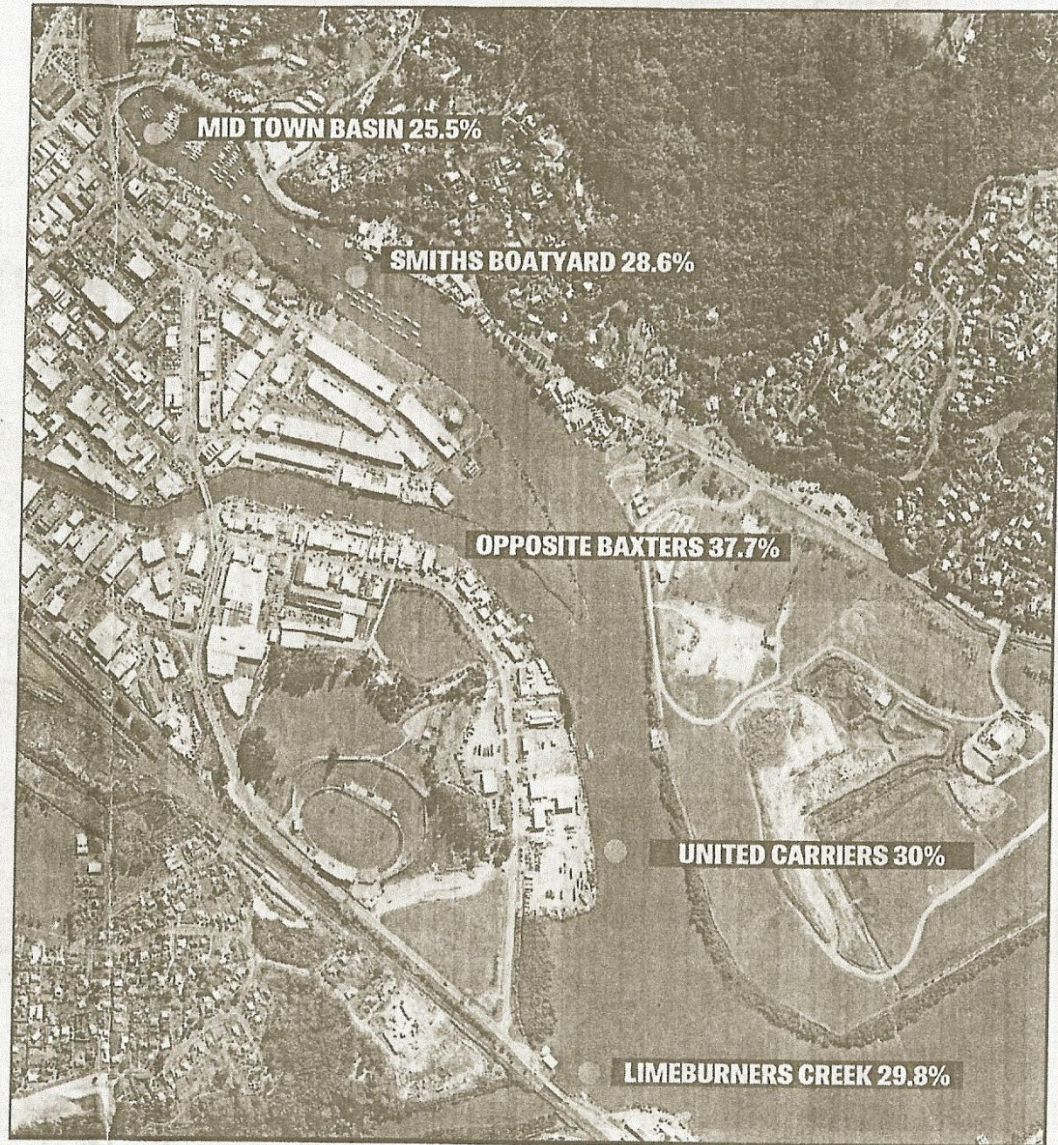 MID TOWN BASIN 25.5%
SMITHS BOATYARD 28.6%
OPPOSITE BAXTERS 37.7%
UNITED CARRIERS 30%
LIMEBURNERS CREEK 29.8%